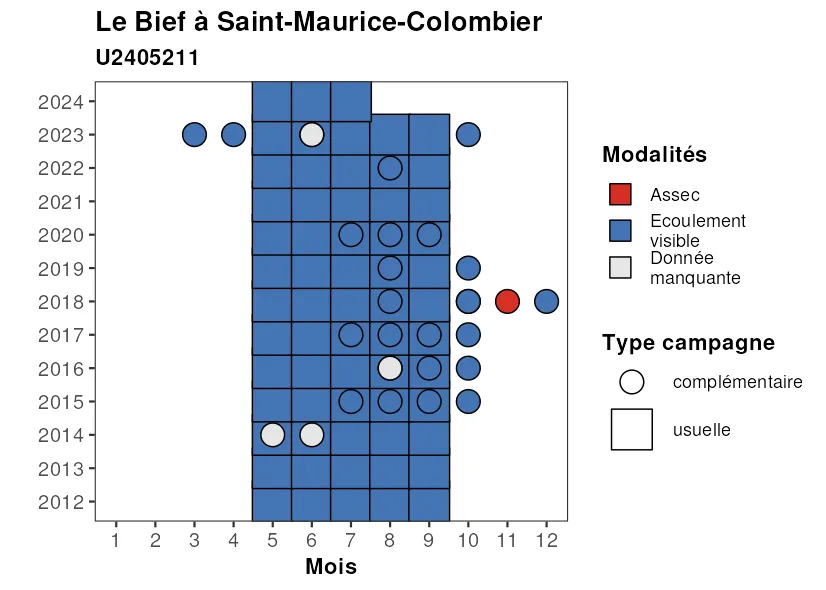 Le Bief à Saint-Maurice-Colombier
U2405211
2024
2023
2022
2021
2020
2019
2018
2017
2016
2015
2014
2013
2012
1 2 3 4 5 6 7 8 9 10 11 12
Mois
Modalités
Assec
Ecoulement
visible
Donnée
manquante
Type campagne
complémentaire
usuelle